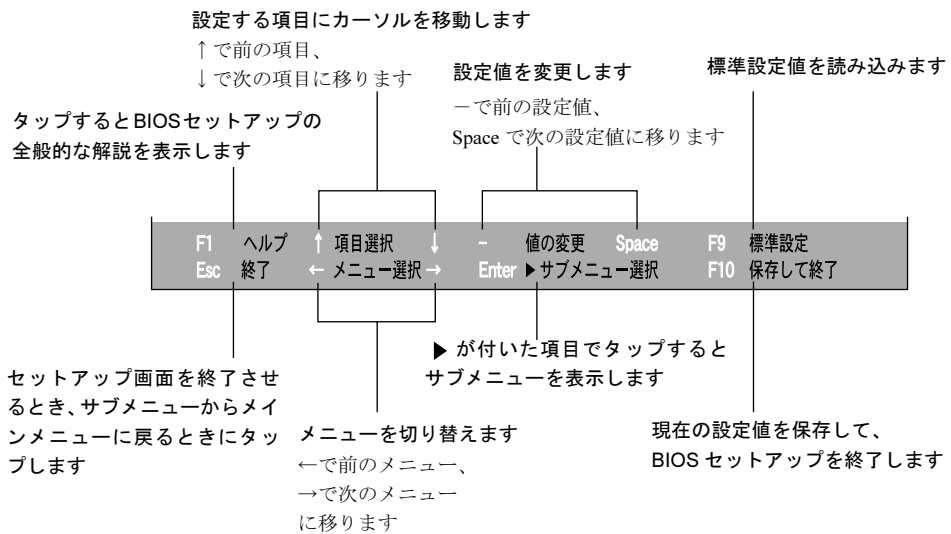 設定する項目にカーソルを移動します
↑で前の項目、
↓で次の項目に移ります
設定値を変更します
－で前の設定値、
Space で次の設定値に移ります
標準設定値を読み込みます
タップするとBIOSセットアップの
全般的な解説を表示します
F1 ヘルプ ↑ 項目選択 ↓ - 値の変更 Space F9 標準設定
Esc 終了 ← メニュー選択 → Enter ▶サブメニュー選択 F10 保存して終了
▶ が付いた項目でタップすると
サブメニューを表示します
セットアップ画面を終了させ
るとき、サブメニューからメイ
ンメニューに戻るときにタッ
プします
メニューを切り替えます
←で前のメニュー、
→で次のメニュー
に移ります
現在の設定値を保存して、
BIOS セットアップを終了します